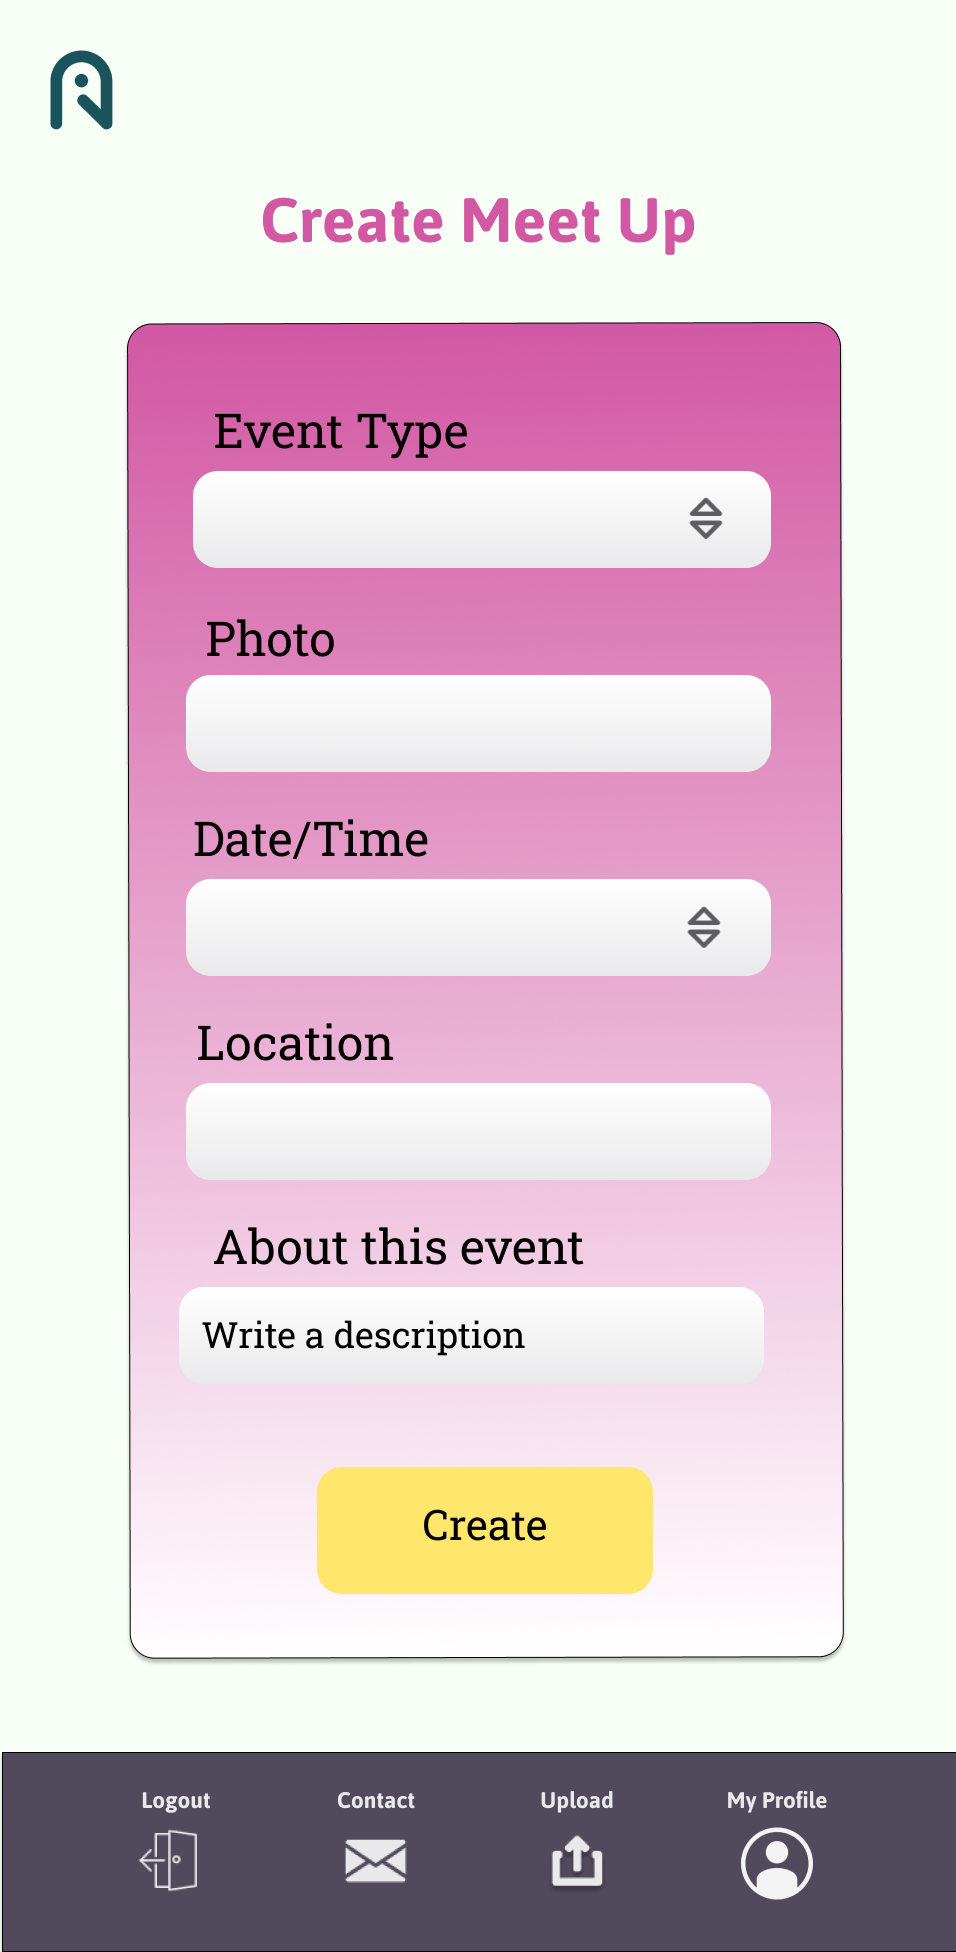 Create Meet Up
Event Type
Photo
Date/Time
Location
About this event
Write a description
Create
Logout Contact Upload My Profile